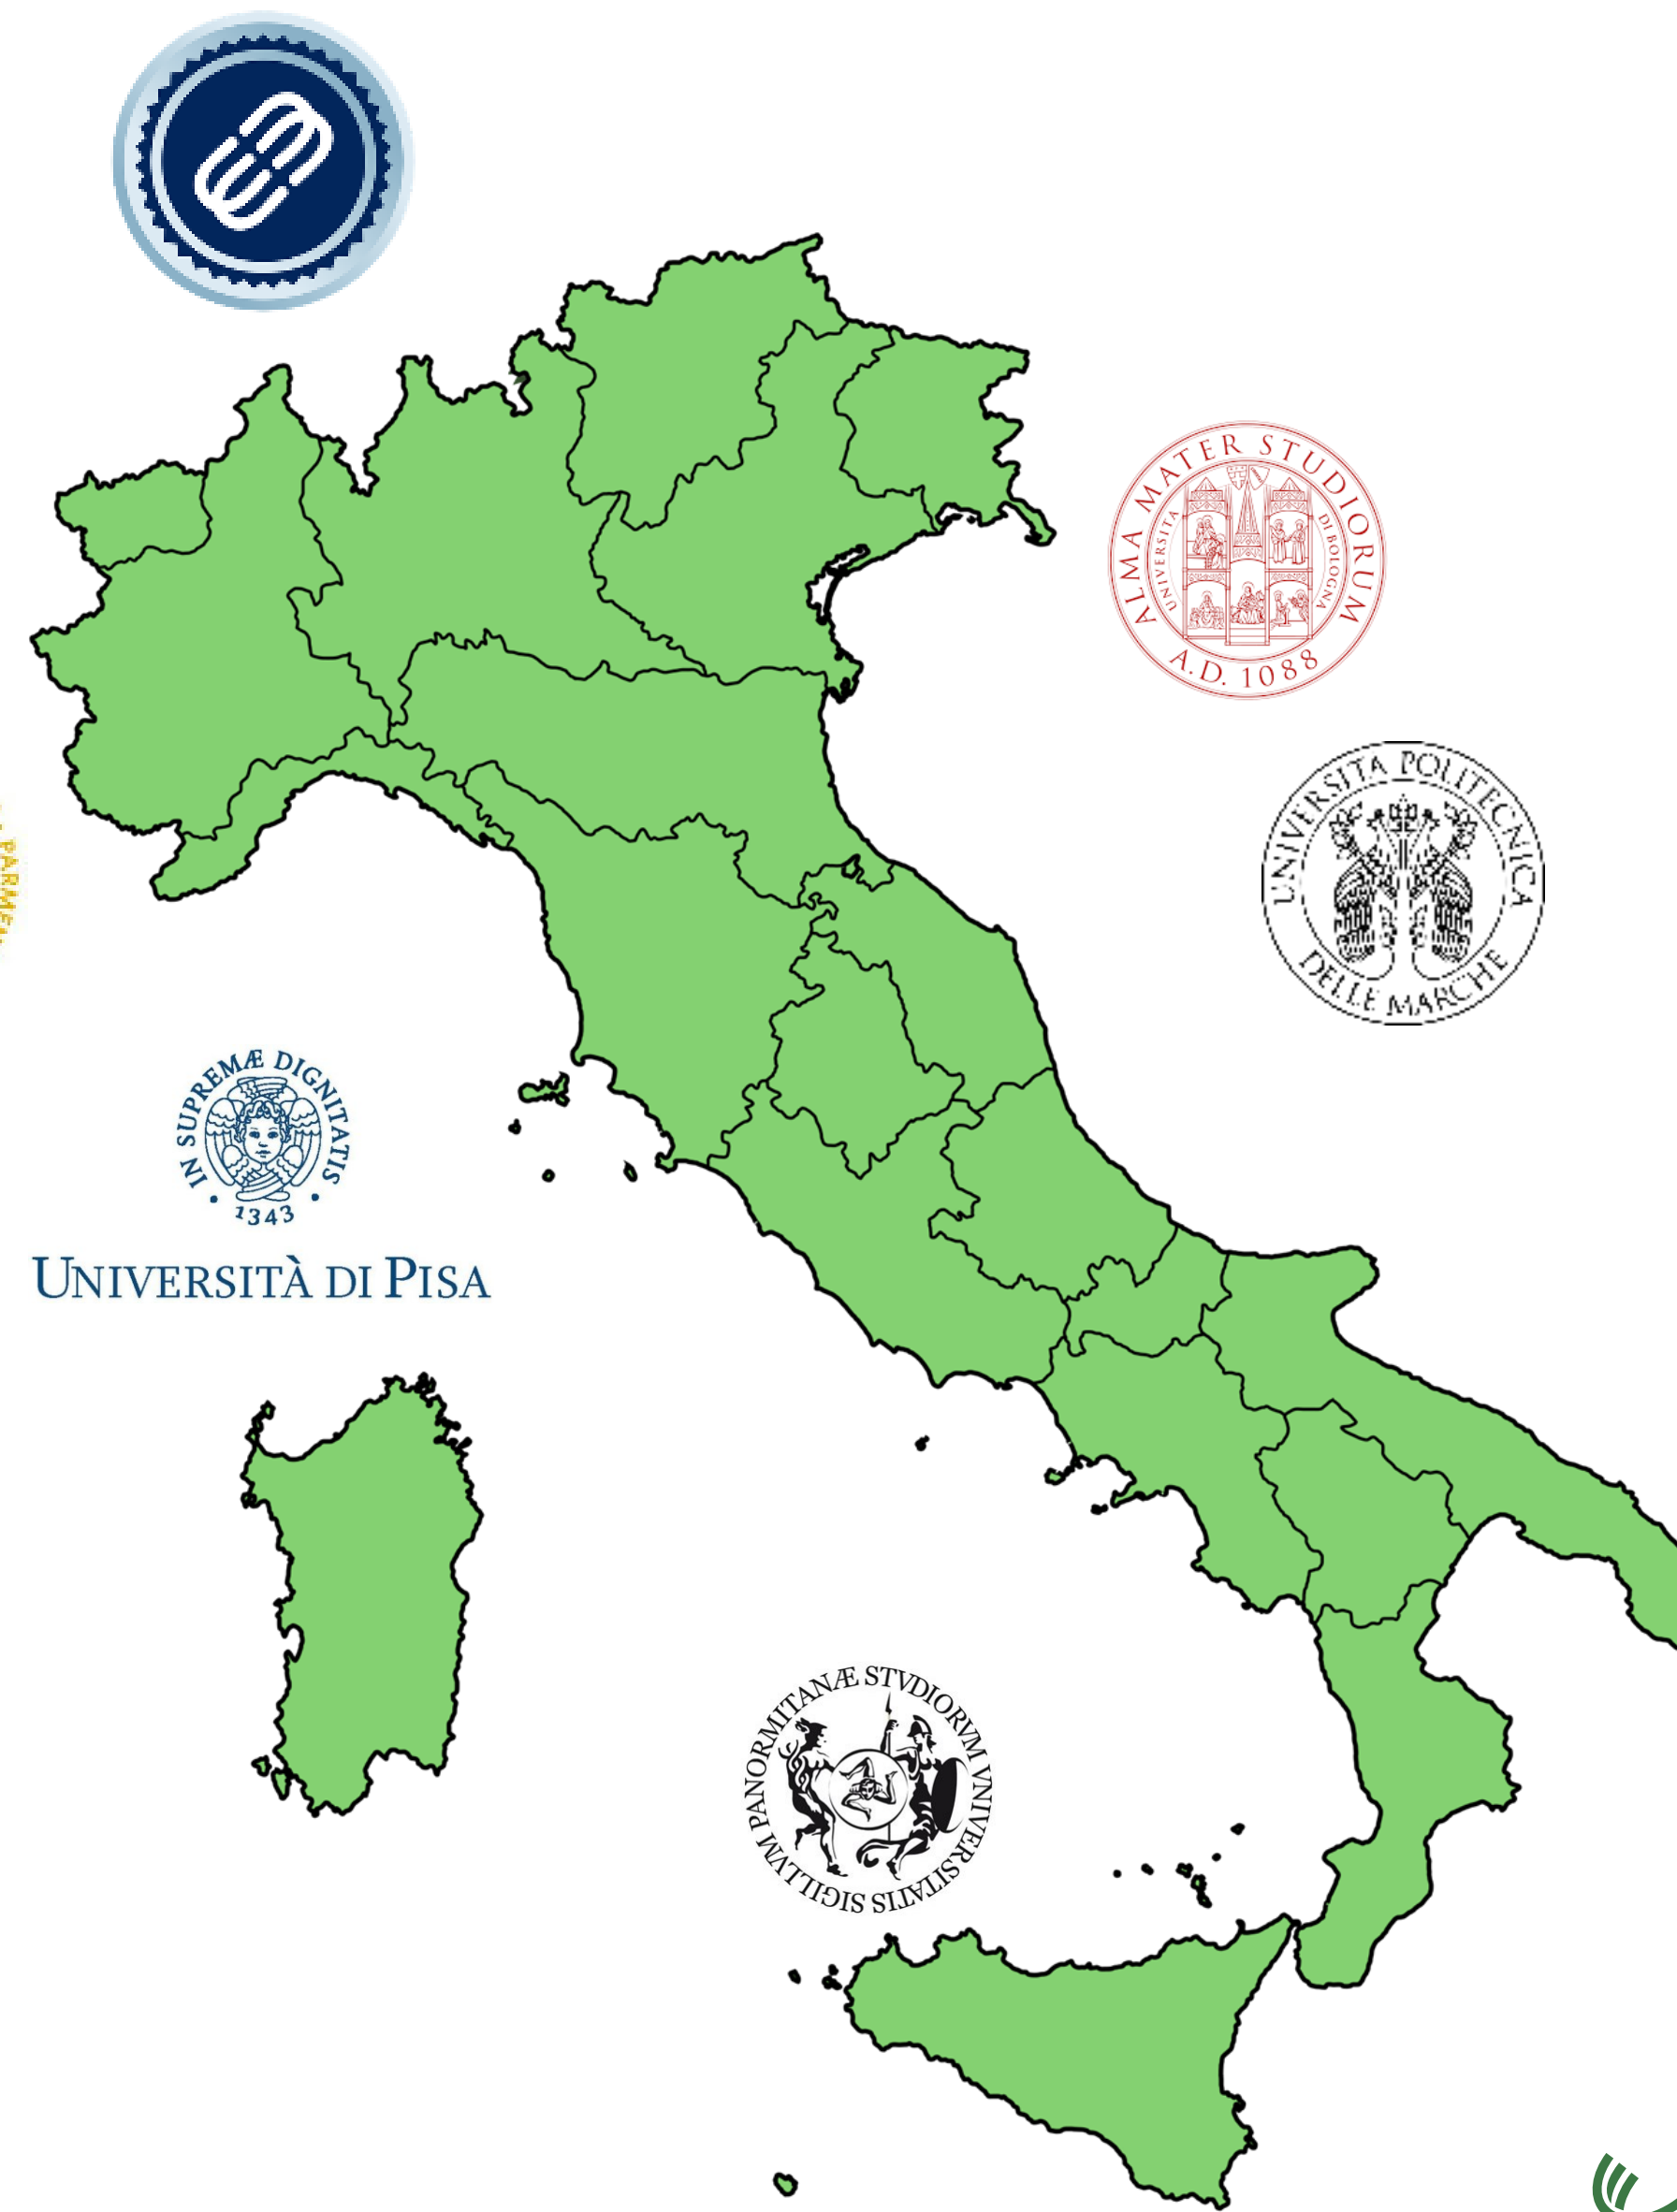 ALMA MATER STUDIORUM
UNIVERSITÀ DI BOLOGNA
A.D. 1088
UNIVERSITÀ POLITECNICA
DELLE MARCHE
IN SUPREMÆ DIGNITATIS
1343
UNIVERSITÀ DI PISA
SIGILLVM PANORMITANÆ STVDIORVM VNIVERSITATIS